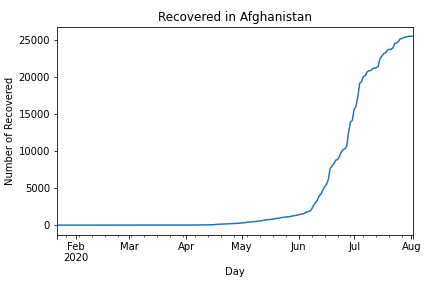 Recovered in Afghanistan
Number of Recovered
25000
20000
15000
10000
5000
0
Feb Mar Apr May Jun Jul Aug
2020
Day